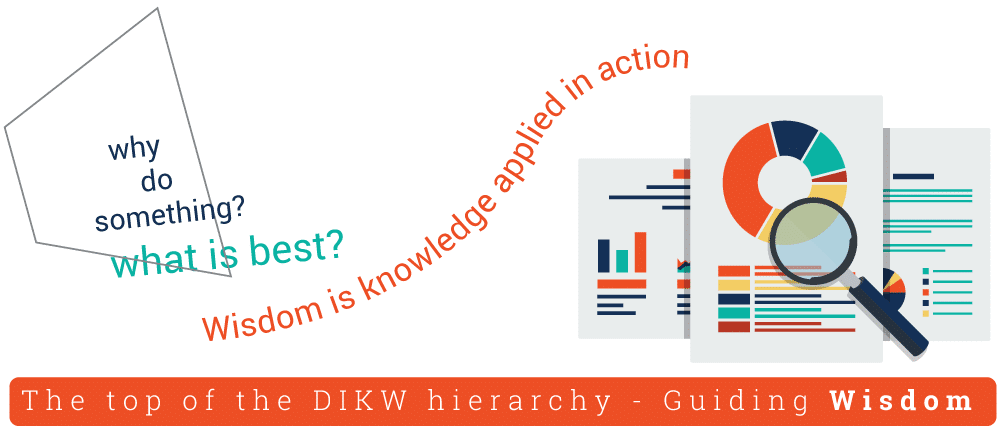 why
do
something?
what is best?
Wisdom is knowledge applied in action
The top of the DIKW hierarchy - Guiding Wisdom